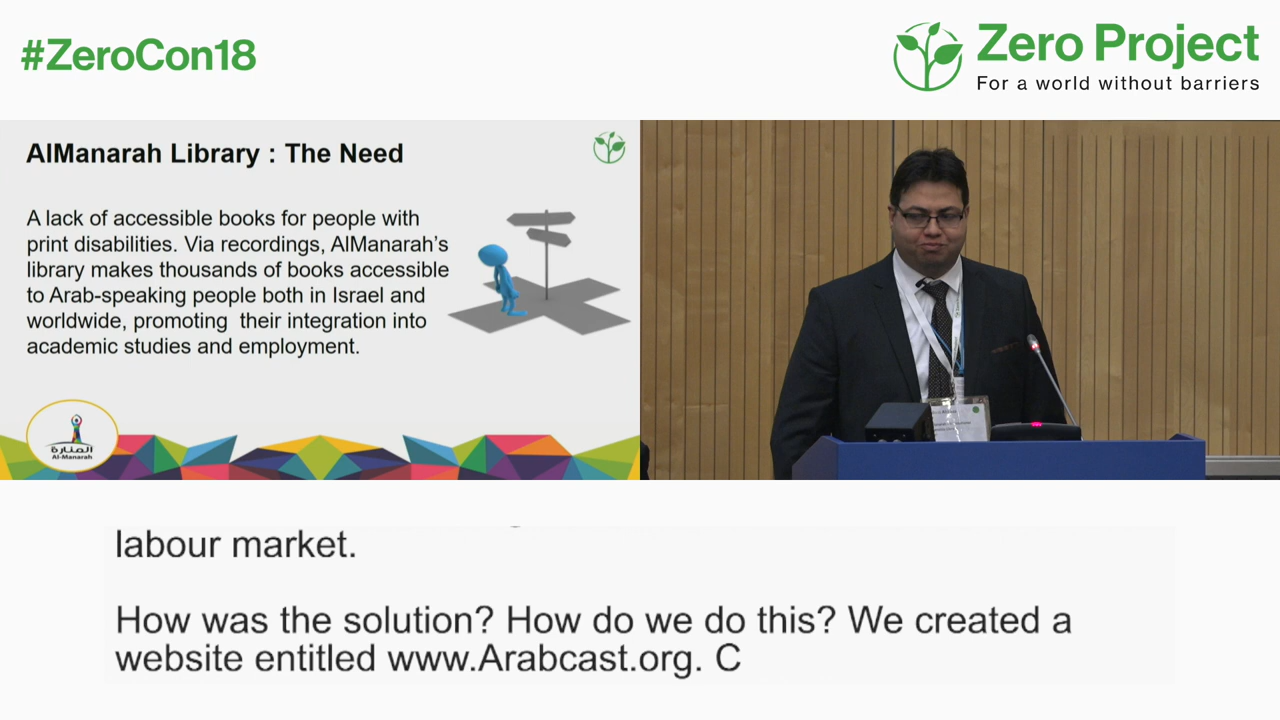 #ZeroCon18
Zero Project
For a world without barriers
AlManarah Library : The Need
A lack of accessible books for people with
print disabilities. Via recordings, AlManarah’s
library makes thousands of books accessible
to Arab-speaking people both in Israel and
worldwide, promoting  their integration into
academic studies and employment.
المنارة
Al-Manarah
labour market.
How was the solution? How do we do this? We created a
website entitled www.Arabcast.org. C